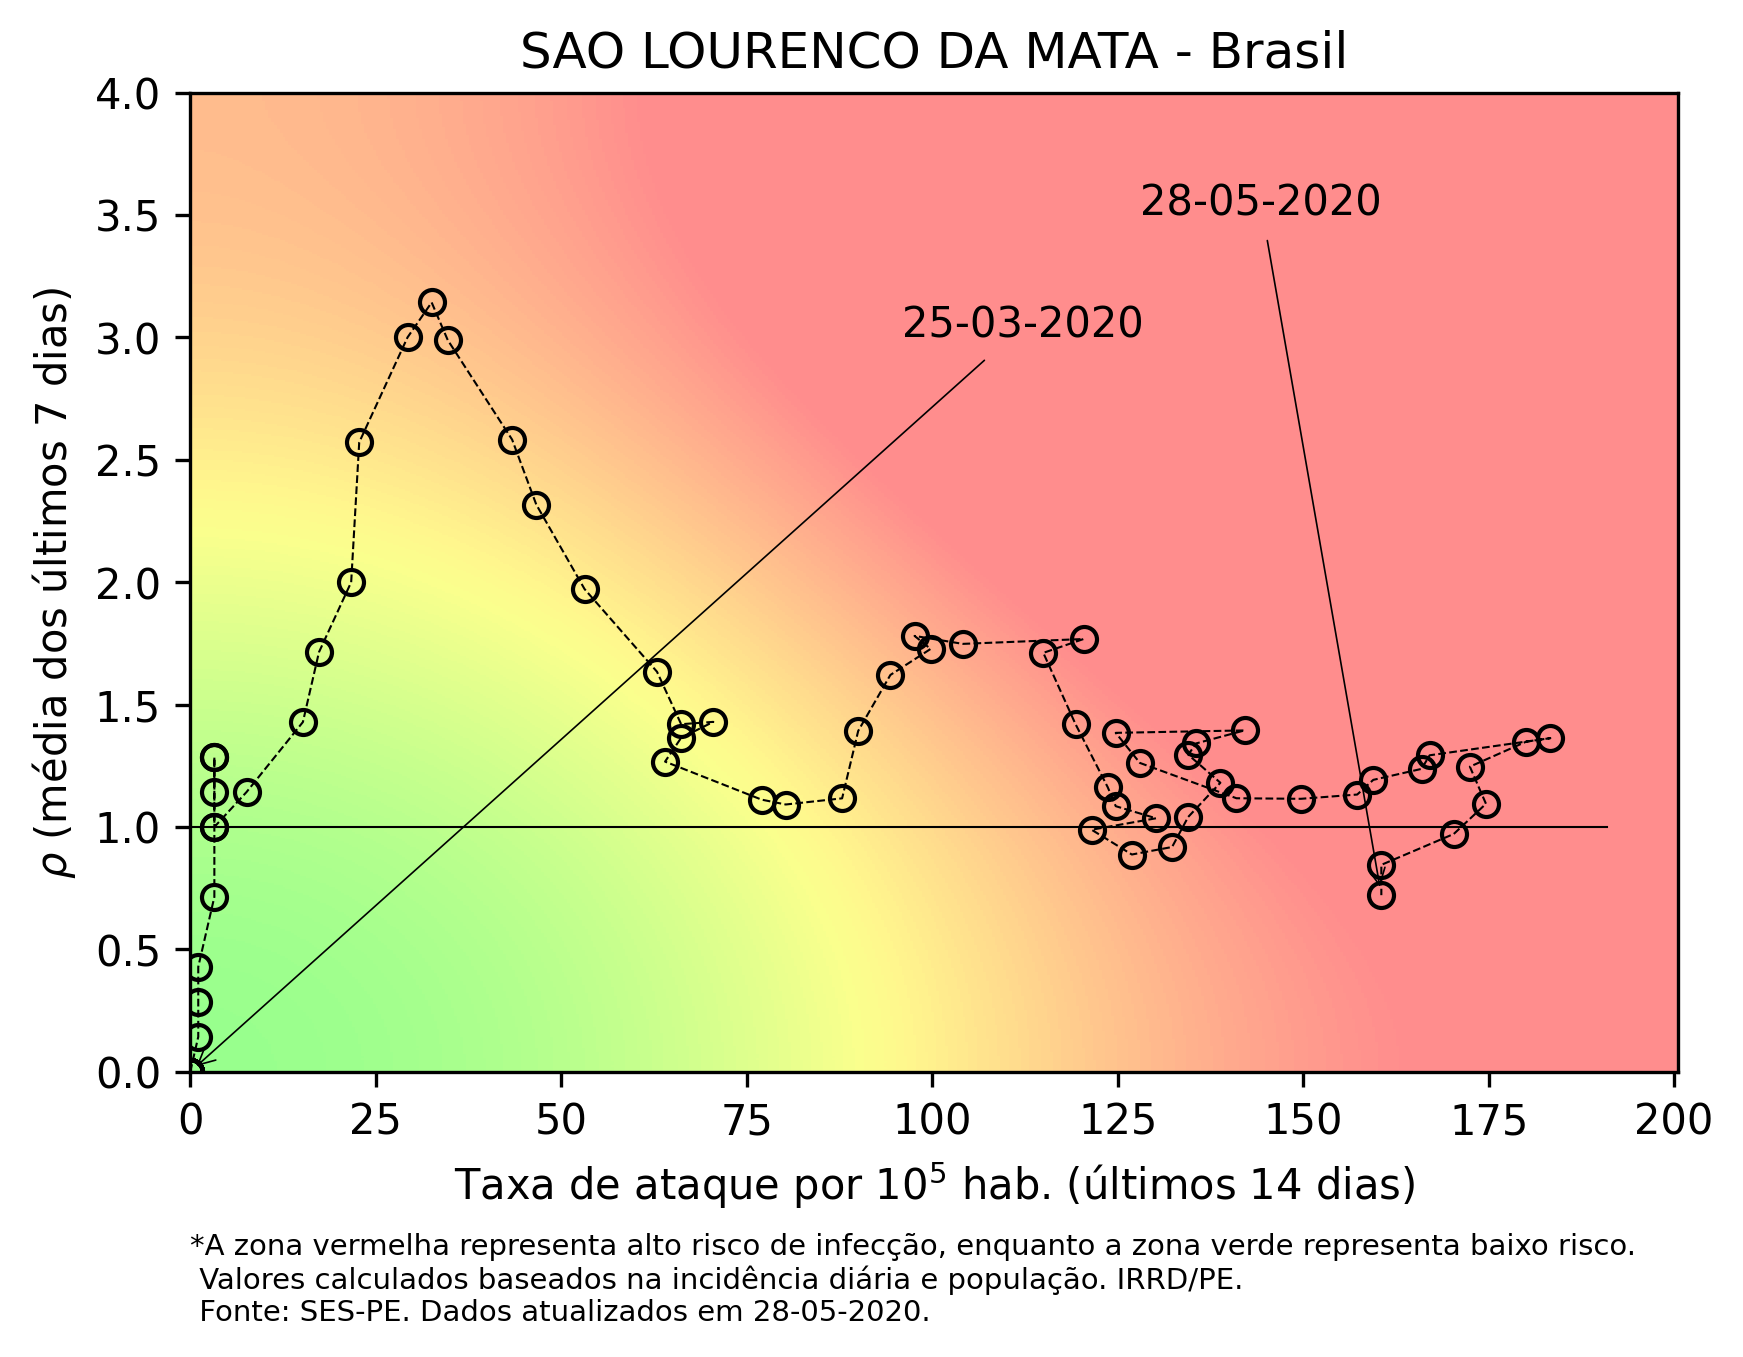 SAO LOURENCO DA MATA - Brasil
4.0
3.5
3.0
2.5
2.0
1.5
1.0
0.5
0.0
ρ (média dos últimos 7 dias)
28-05-2020
25-03-2020
0 25 50 75 100 125 150 175 200
Taxa de ataque por 10⁵ hab. (últimos 14 dias)
*A zona vermelha representa alto risco de infecção, enquanto a zona verde representa baixo risco.
Valores calculados baseados na incidência diária e população. IRRD/PE.
Fonte: SES-PE. Dados atualizados em 28-05-2020.